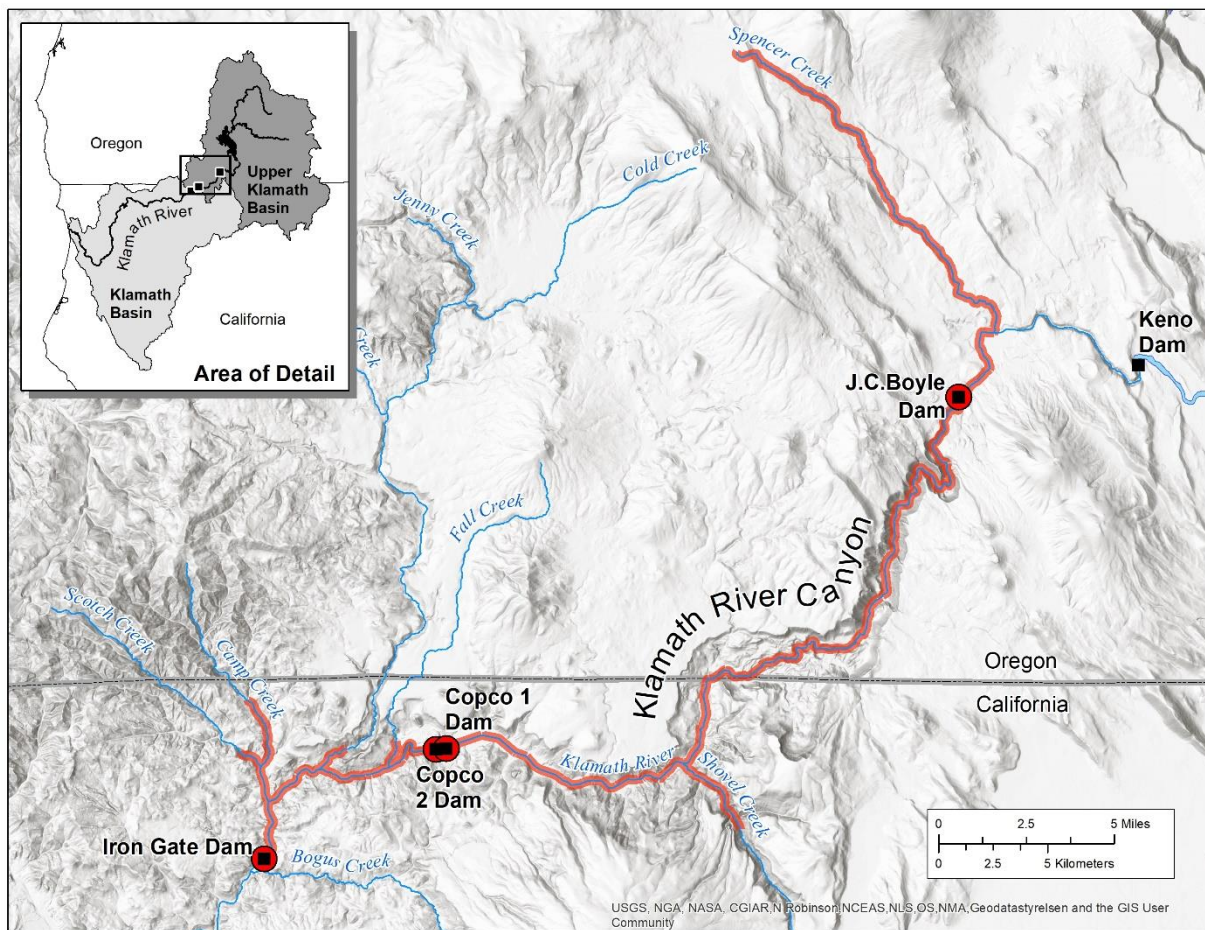 Oregon
Upper
Klamath
Basin
Klamath River
Klamath
Basin
California
Area of Detail
Spencer Creek
Cold Creek
Jenny Creek
Creek
Keno
Dam
J.C.Boyle
Dam
Fall Creek
Klamath River Canyon
Scotch Creek
Camp Creek
Oregon
California
Copco 1
Dam
Klamath River
Copco
2 Dam
Shovel Creek
Iron Gate Dam
Bogus Creek
0 2.5 5 Miles
0 2.5 5 Kilometers
USGS, NGA, NASA, CGIAR,N Robinson,NCEAS,NLS,OS,NMA,Geodatastyrelsen and the GIS User
Community